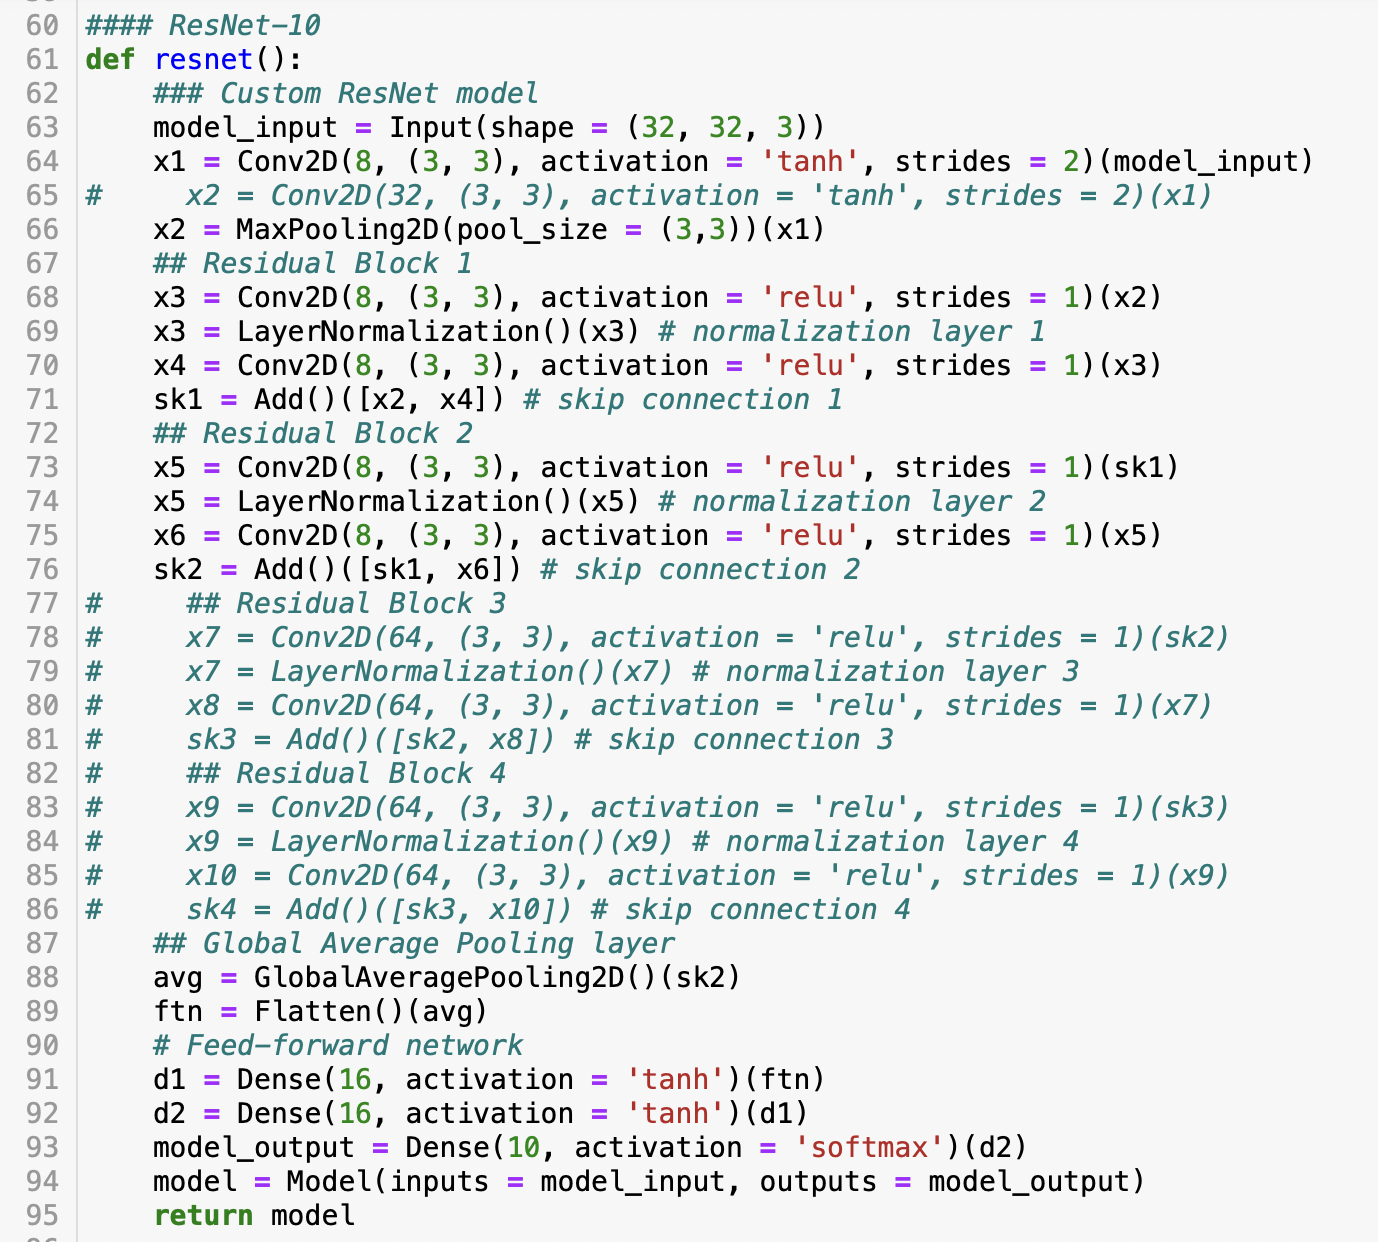 60 #### ResNet-10
61 def resnet():
62     ### Custom ResNet model
63     model_input = Input(shape = (32, 32, 3))
64     x1 = Conv2D(8, (3, 3), activation = 'tanh', strides = 2)(model_input)
65 #     x2 = Conv2D(32, (3, 3), activation = 'tanh', strides = 2)(x1)
66     x2 = MaxPooling2D(pool_size = (3,3))(x1)
67     ## Residual Block 1
68     x3 = Conv2D(8, (3, 3), activation = 'relu', strides = 1)(x2)
69     x3 = LayerNormalization()(x3) # normalization layer 1
70     x4 = Conv2D(8, (3, 3), activation = 'relu', strides = 1)(x3)
71     sk1 = Add()([x2, x4]) # skip connection 1
72     ## Residual Block 2
73     x5 = Conv2D(8, (3, 3), activation = 'relu', strides = 1)(sk1)
74     x5 = LayerNormalization()(x5) # normalization layer 2
75     x6 = Conv2D(8, (3, 3), activation = 'relu', strides = 1)(x5)
76     sk2 = Add()([sk1, x6]) # skip connection 2
77 #     ## Residual Block 3
78 #     x7 = Conv2D(64, (3, 3), activation = 'relu', strides = 1)(sk2)
79 #     x7 = LayerNormalization()(x7) # normalization layer 3
80 #     x8 = Conv2D(64, (3, 3), activation = 'relu', strides = 1)(x7)
81 #     sk3 = Add()([sk2, x8]) # skip connection 3
82 #     ## Residual Block 4
83 #     x9 = Conv2D(64, (3, 3), activation = 'relu', strides = 1)(sk3)
84 #     x9 = LayerNormalization()(x9) # normalization layer 4
85 #     x10 = Conv2D(64, (3, 3), activation = 'relu', strides = 1)(x9)
86 #     sk4 = Add()([sk3, x10]) # skip connection 4
87     ## Global Average Pooling layer
88     avg = GlobalAveragePooling2D()(sk2)
89     ftn = Flatten()(avg)
90     # Feed-forward network
91     d1 = Dense(16, activation = 'tanh')(ftn)
92     d2 = Dense(16, activation = 'tanh')(d1)
93     model_output = Dense(10, activation = 'softmax')(d2)
94     model = Model(inputs = model_input, outputs = model_output)
95     return model